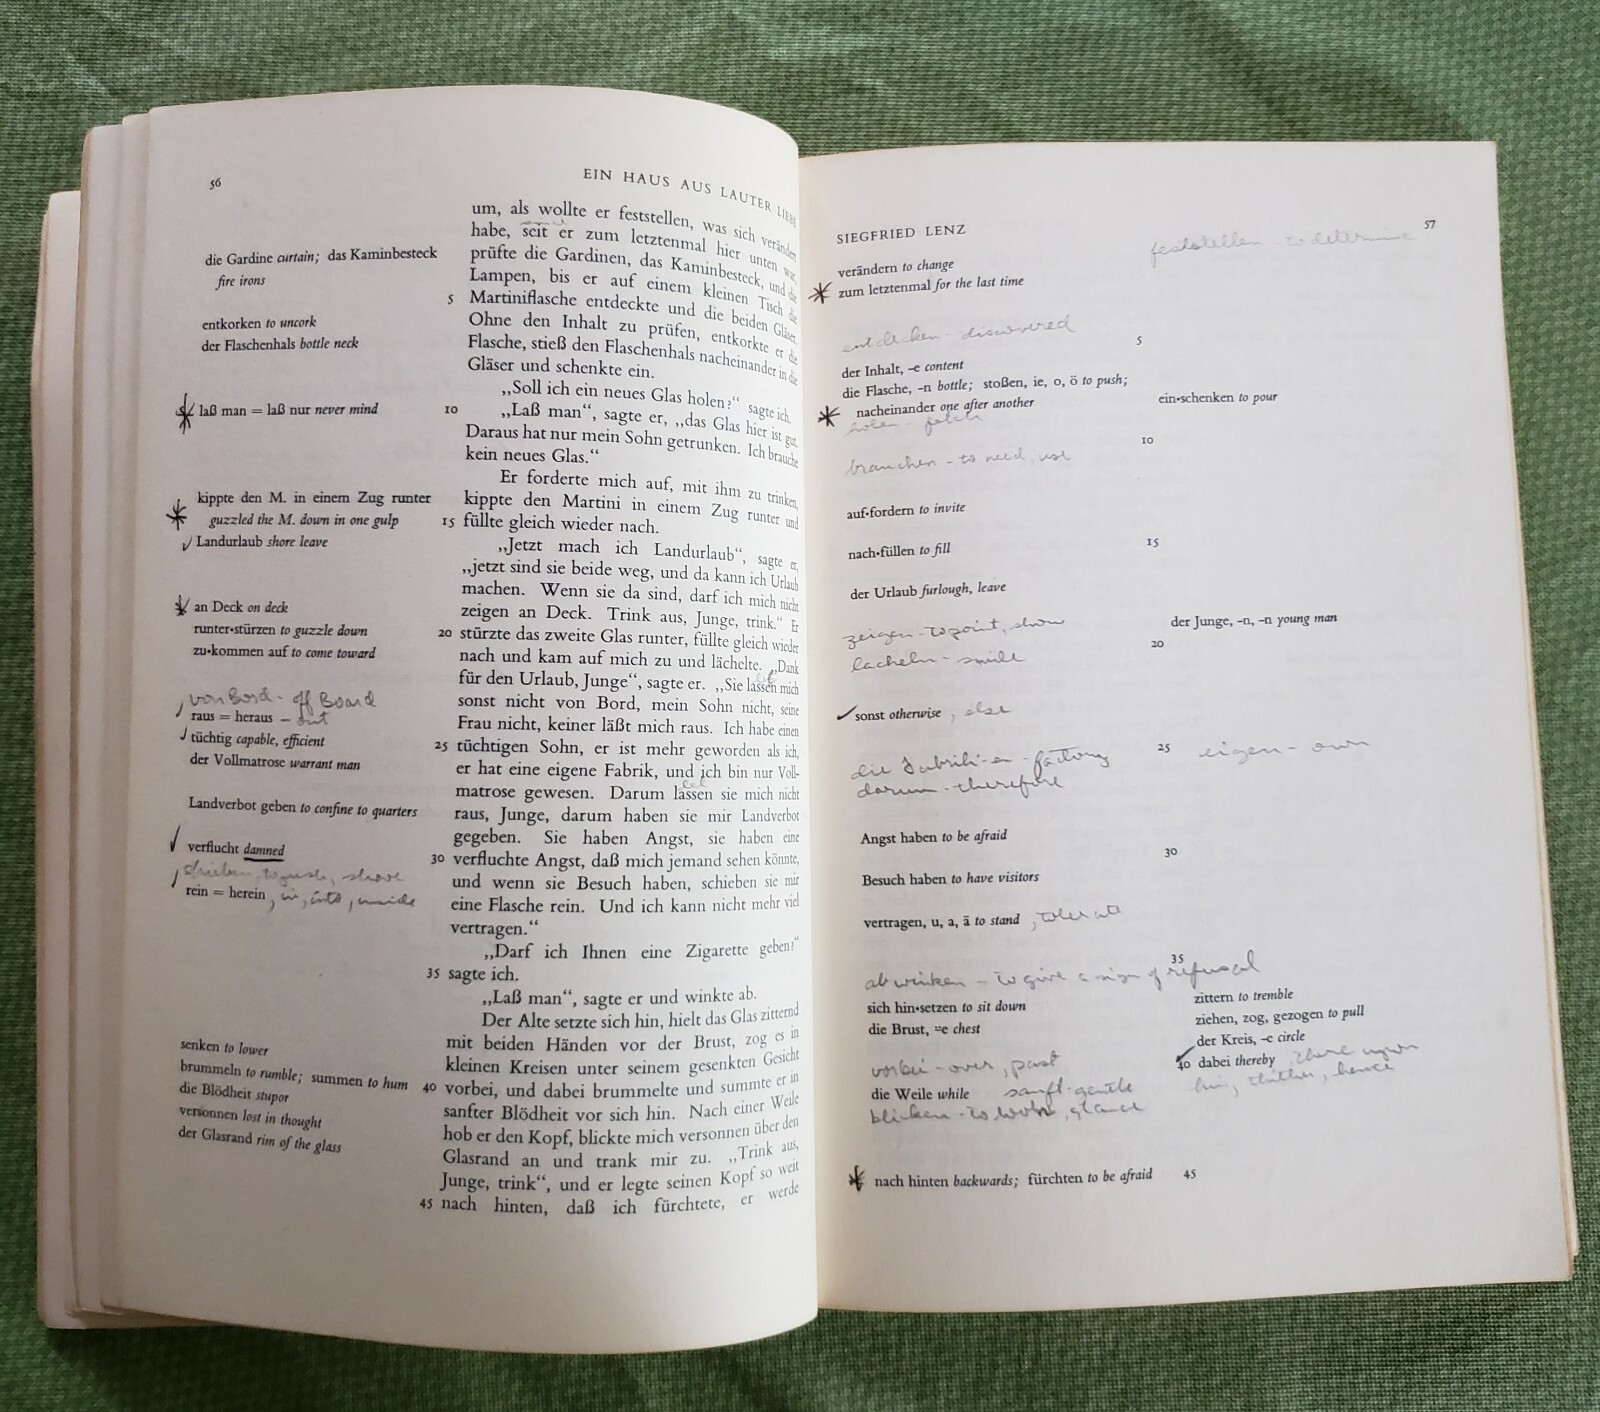 56
EIN HAUS AUS LAUTER LIEBE
die Gardine curtain; das Kaminbesteck
fire irons
entkorken to uncork
der Flaschenhals bottle neck
laß man = laß nur never mind
kippte den M. in einem Zug runter
guzzled the M. down in one gulp
Landurlaub shore leave
an Deck on deck
runter•stürzen to guzzle down
zu•kommen auf to come toward
von Bord - off Board
raus = heraus - out
tüchtig capable, efficient
der Vollmatrose warrant man
Landverbot geben to confine to quarters
verflucht damned
schieben, to push, shove
rein = herein, in, into, inside
senken to lower
brummeln to rumble; summen to hum
die Blödheit stupor
versonnen lost in thought
der Glasrand rim of the glass
um, als wollte er feststellen, was sich verändert
habe, seit er zum letztenmal hier unten war,
prüfte die Gardinen, das Kaminbesteck, und die
Lampen, bis er auf einem kleinen Tisch die
5 Martiniflasche entdeckte und die beiden Gläser.
Ohne den Inhalt zu prüfen, entkorkte er die
Flasche, stieß den Flaschenhals nacheinander in die
Gläser und schenkte ein.
„Soll ich ein neues Glas holen?“ sagte ich.
10 „Laß man“, sagte er, „das Glas hier ist gut.
Daraus hat nur mein Sohn getrunken. Ich brauche
kein neues Glas.“
Er forderte mich auf, mit ihm zu trinken,
kippte den Martini in einem Zug runter und
15 füllte gleich wieder nach.
„Jetzt mach ich Landurlaub“, sagte er,
„jetzt sind sie beide weg, und da kann ich Urlaub
machen. Wenn sie da sind, darf ich mich nicht
zeigen an Deck. Trink aus, Junge, trink.“ Er
20 stürzte das zweite Glas runter, füllte gleich wieder
nach und kam auf mich zu und lächelte. „Dank
für den Urlaub, Junge“, sagte er. „Sie lassen mich
sonst nicht von Bord, mein Sohn nicht, seine
Frau nicht, keiner läßt mich raus. Ich habe einen
25 tüchtigen Sohn, er ist mehr geworden als ich,
er hat eine eigene Fabrik, und ich bin nur Voll-
matrose gewesen. Darum lassen sie mich nicht
raus, Junge, darum haben sie mir Landverbot
gegeben. Sie haben Angst, sie haben eine
30 verfluchte Angst, daß mich jemand sehen könnte,
und wenn sie Besuch haben, schieben sie mir
eine Flasche rein. Und ich kann nicht mehr viel
vertragen.“
„Darf ich Ihnen eine Zigarette geben?“
35 sagte ich.
„Laß man“, sagte er und winkte ab.
Der Alte setzte sich hin, hielt das Glas zitternd
mit beiden Händen vor der Brust, zog es in
kleinen Kreisen unter seinem gesenkten Gesicht
40 vorbei, und dabei brummelte und summte er in
sanfter Blödheit vor sich hin. Nach einer Weile
hob er den Kopf, blickte mich versonnen über den
Glasrand an und trank mir zu. „Trink aus,
Junge, trink“, und er legte seinen Kopf so weit
45 nach hinten, daß ich fürchtete, er werde
SIEGFRIED LENZ
57
feststellen - to determine
verändern to change
zum letztenmal for the last time
entdecken - discovered
5
der Inhalt, -e content
die Flasche, -n bottle; stoßen, ie, o, ö to push;
nacheinander one after another
ein•schenken to pour
holen - fetch
10
brauchen - to need, use
auf•fordern to invite
nach•füllen to fill
15
der Urlaub furlough, leave
zeigen - to point, show
der Junge, -n, -n young man
lacheln - smile
20
sonst otherwise, else
die Fabrik-en - factory
25
eigen - own
darum - therefore
Angst haben to be afraid
30
Besuch haben to have visitors
vertragen, u, a, ä to stand, tolerate
35
abwinken - to give a sign of refusal
sich hin•setzen to sit down
zittern to tremble
die Brust, ⸚e chest
ziehen, zog, gezogen to pull
der Kreis, -e circle
vorbei - over, past
40 dabei thereby, there upon
die Weile while
sanft - gentle
hin, thither, hence
blicken - to look, glance
nach hinten backwards; fürchten to be afraid
45